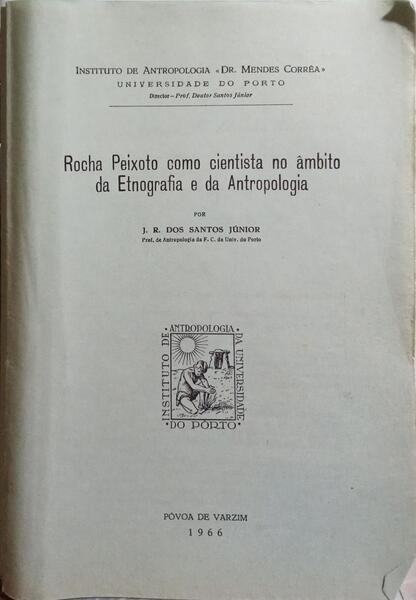 INSTITUTO DE ANTROPOLOGIA «DR. MENDES CORRÊA»
UNIVERSIDADE DO PORTO
Director – Prof. Doutor Santos Júnior
Rocha Peixoto como cientista no âmbito
da Etnografia e da Antropologia
POR
J. R. DOS SANTOS JÚNIOR
Prof. de Antropologia da F. C. da Univ. do Porto
INSTITUTO DE
ANTROPOLOGIA
DA UNIVERSIDADE
DO PÔRTO
PÓVOA DE VARZIM
1966